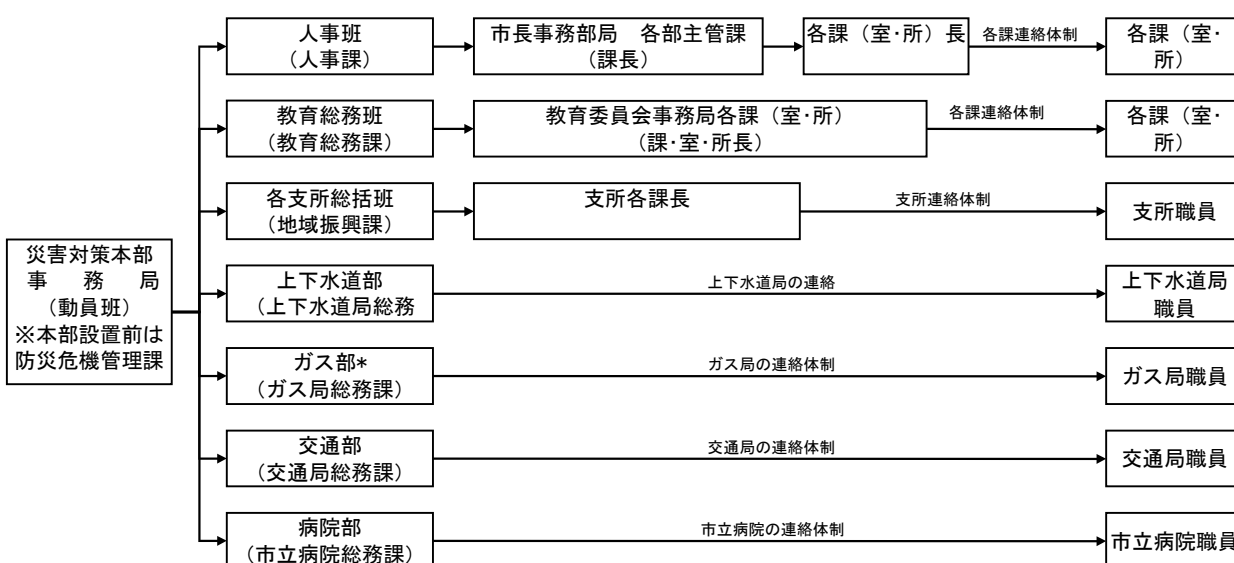 人事班
(人事課)
市長事務部局 各部主管課
(課長)
各課(室・所)長
各課連絡体制
各課(室・
所)
教育総務班
(教育総務課)
教育委員会事務局各課(室・所)
(課・室・所長)
各課連絡体制
各課(室・
所)
各支所総括班
(地域振興課)
支所各課長
支所連絡体制
支所職員
災害対策本部
事 務 局
(動員班)
※本部設置前は
防災危機管理課
上下水道部
(上下水道局総務
上下水道局の連絡
上下水道局
職員
ガス部*
(ガス局総務課)
ガス局の連絡体制
ガス局職員
交通部
(交通局総務課)
交通局の連絡体制
交通局職員
病院部
(市立病院総務課)
市立病院の連絡体制
市立病院職員